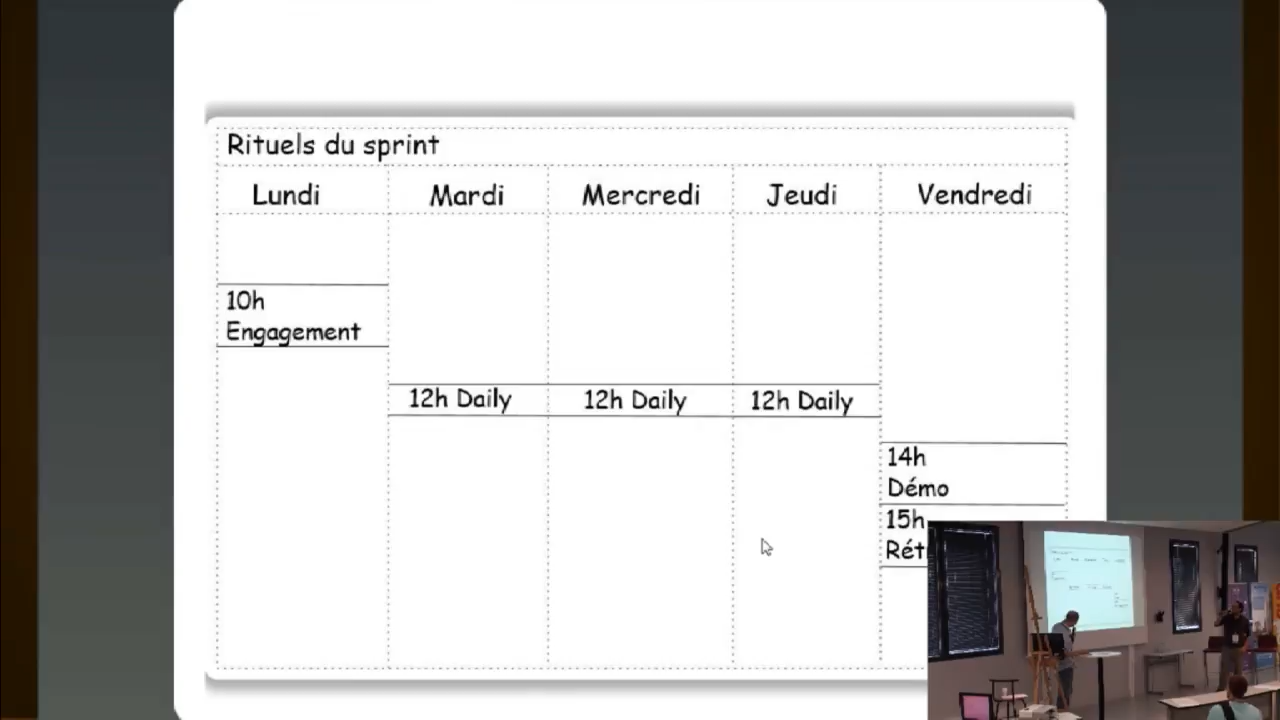 Rituels du sprint
Lundi Mardi Mercredi Jeudi Vendredi
10h
Engagement
12h Daily 12h Daily 12h Daily
14h
Démo
15h